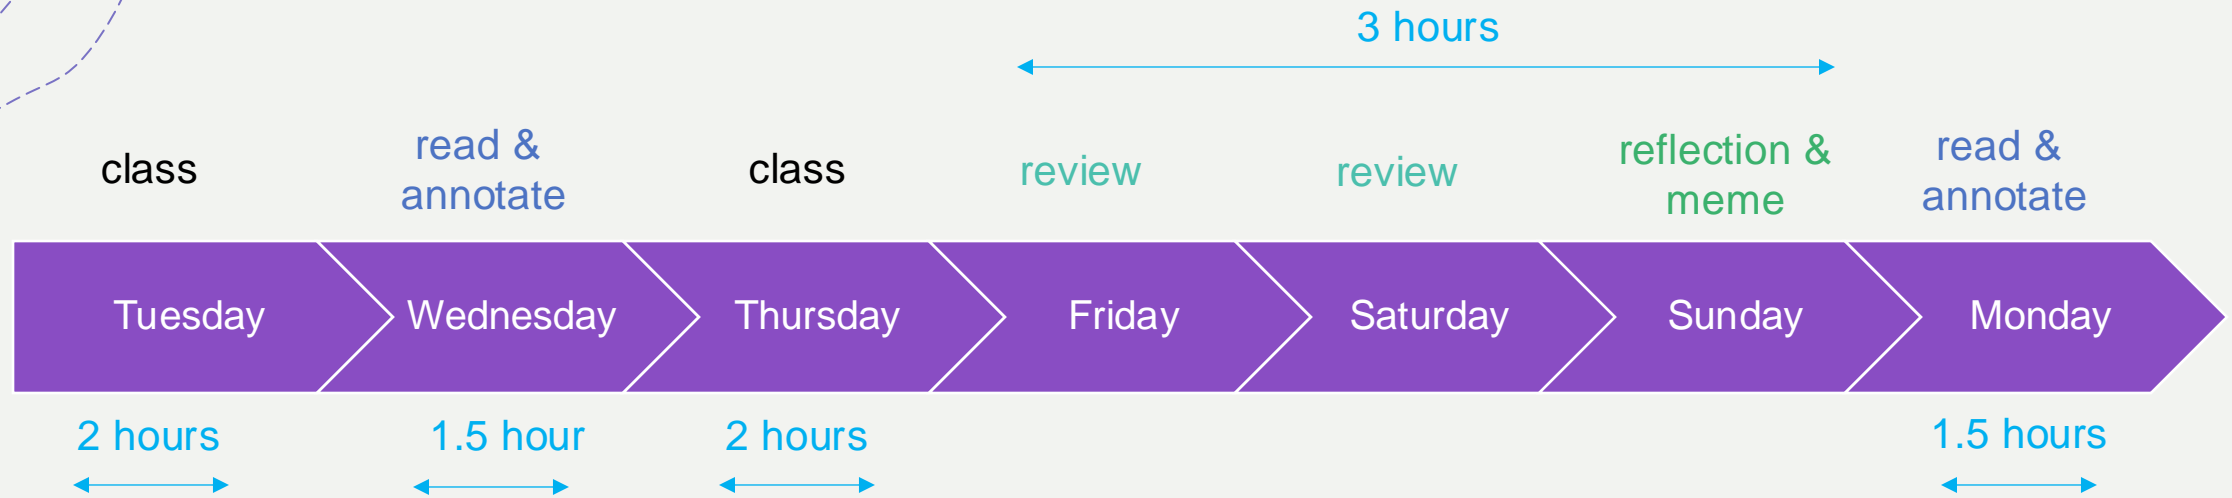 3 hours
class
read &
annotate
class
review
review
reflection &
meme
read &
annotate
Tuesday
Wednesday
Thursday
Friday
Saturday
Sunday
Monday
2 hours
1.5 hour
2 hours
1.5 hours